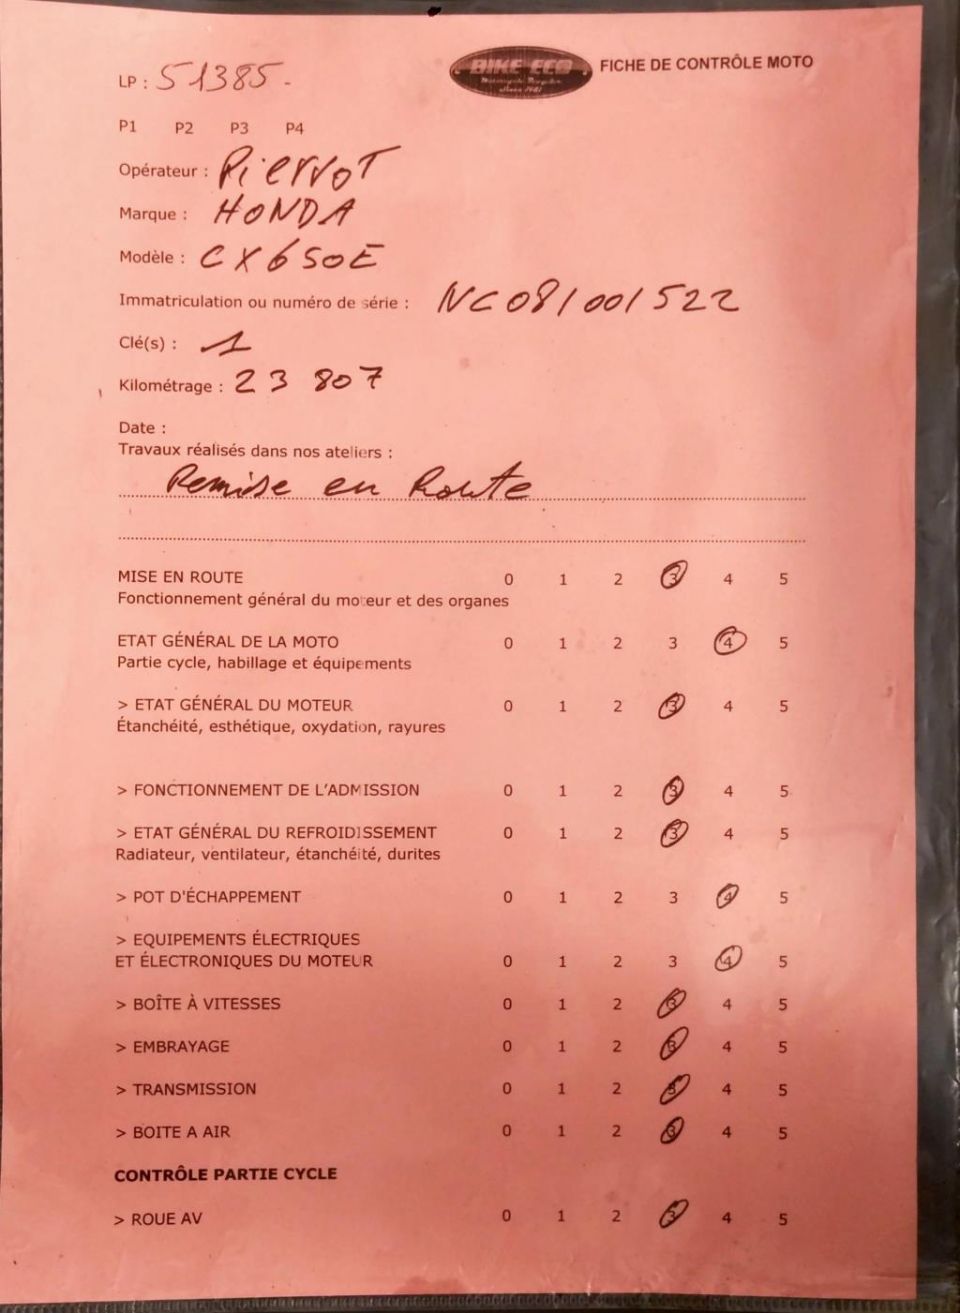 LP : 51385-
BIKE ECO
since 1981
FICHE DE CONTRÔLE MOTO
P1 P2 P3 P4
Opérateur : PierroT
Marque : HONDA
Modèle : CX650E
Immatriculation ou numéro de série : NC081001522
Clé(s) : 1
Kilométrage : 23 807
Date :
Travaux réalisés dans nos ateliers :
Remise en Route
MISE EN ROUTE 0 1 2 3 4 5
Fonctionnement général du moteur et des organes
ETAT GÉNÉRAL DE LA MOTO 0 1 2 3 4 5
Partie cycle, habillage et équipements
> ETAT GÉNÉRAL DU MOTEUR 0 1 2 3 4 5
Étanchéité, esthétique, oxydation, rayures
> FONCTIONNEMENT DE L'ADMISSION 0 1 2 3 4 5
> ETAT GÉNÉRAL DU REFROIDISSEMENT 0 1 2 3 4 5
Radiateur, ventilateur, étanchéité, durites
> POT D'ÉCHAPPEMENT 0 1 2 3 4 5
> EQUIPEMENTS ÉLECTRIQUES
ET ÉLECTRONIQUES DU MOTEUR 0 1 2 3 4 5
> BOÎTE À VITESSES 0 1 2 3 4 5
> EMBRAYAGE 0 1 2 3 4 5
> TRANSMISSION 0 1 2 3 4 5
> BOITE A AIR 0 1 2 3 4 5
CONTRÔLE PARTIE CYCLE
> ROUE AV 0 1 2 3 4 5